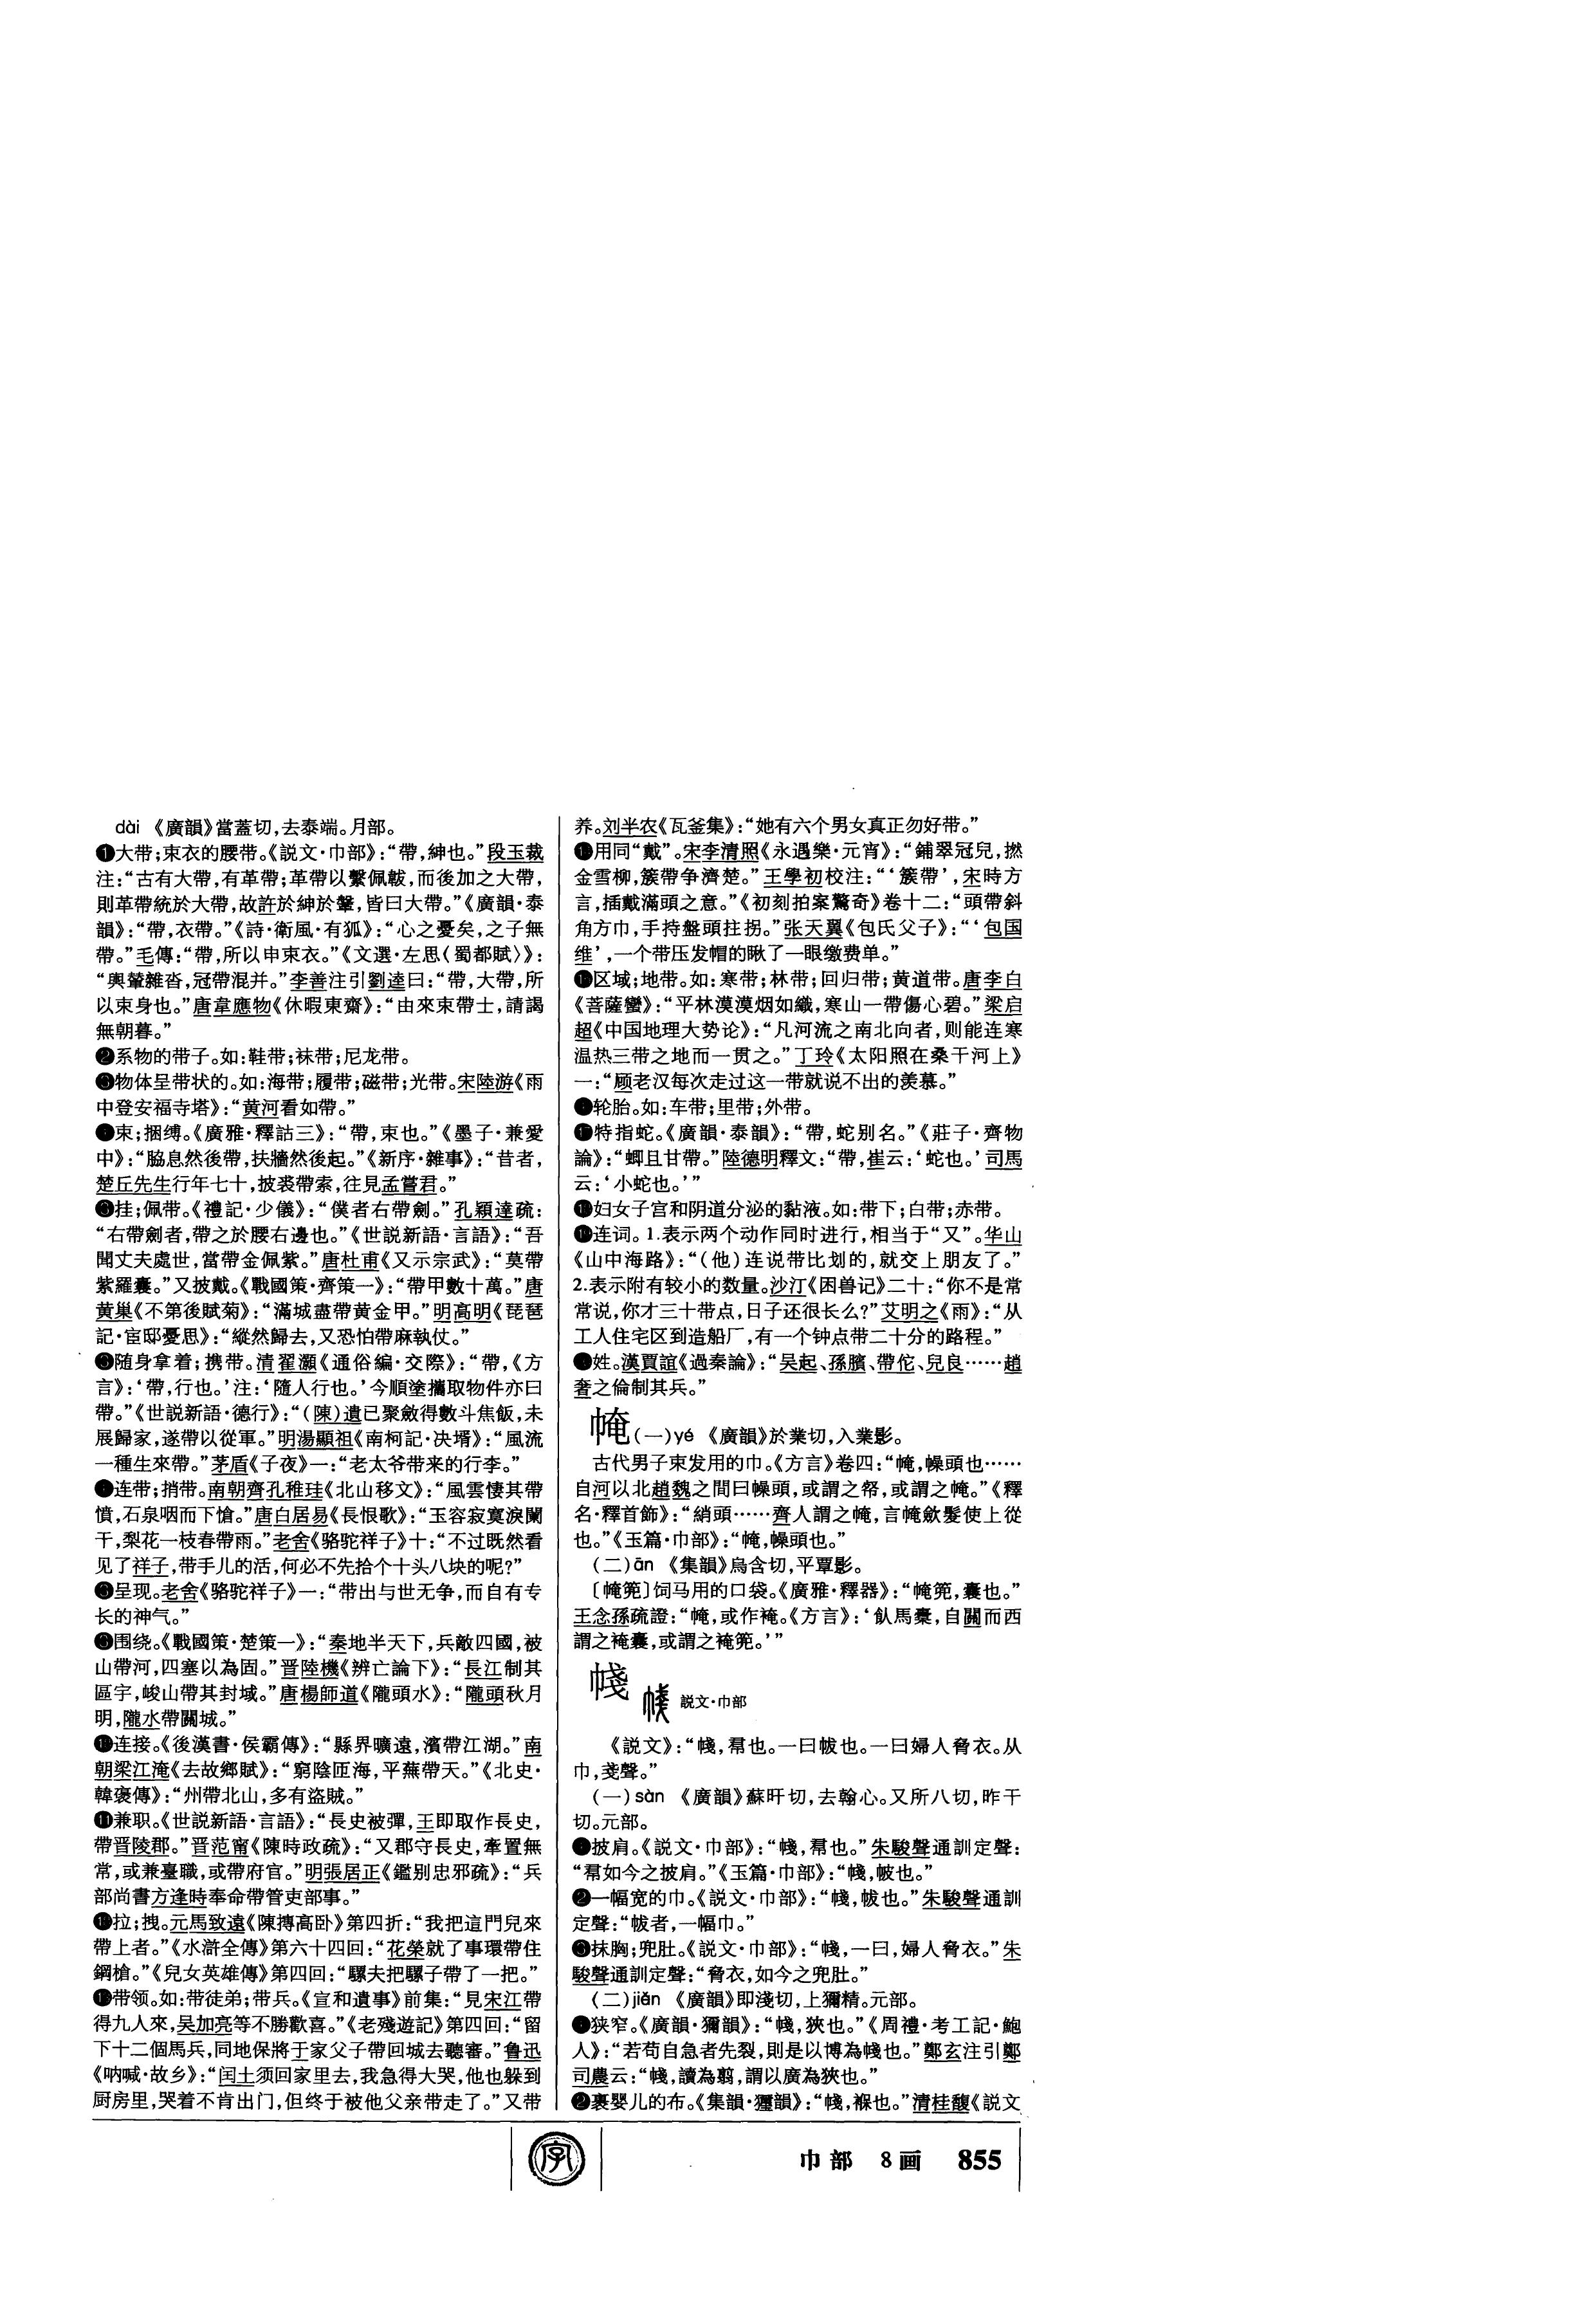 dài 《廣韻》當蓋切,去泰端。月部。
❶大带;束衣的腰带。《説文·巾部》:“帶,紳也。”段玉裁
注:“古有大帶,有革帶;革帶以繫佩韍,而後加之大帶,
則革帶統於大帶,故許於紳於鞶,皆曰大帶。”《廣韻·泰
韻》:“帶,衣帶。”《詩·衛風·有狐》:“心之憂矣,之子無
帶。”毛傳:“帶,所以申束衣。”《文選·左思〈蜀都賦〉》:
“輿輦雜沓,冠帶混并。”李善注引劉逵曰:“帶,大帶,所
以束身也。”唐韋應物《休暇東齋》:“由來束帶士,請謁
無朝暮。”
❷系物的带子。如:鞋带;袜带;尼龙带。
❸物体呈带状的。如:海带;履带;磁带;光带。宋陸游《雨
中登安福寺塔》:“黄河看如帶。”
❹束;捆缚。《廣雅·釋詁三》:“帶,束也。”《墨子·兼愛
中》:“脇息然後帶,扶牆然後起。”《新序·雜事》:“昔者,
楚丘先生行年七十,披裘帶索,往見孟嘗君。”
❺挂;佩带。《禮記·少儀》:“僕者右帶劍。”孔穎達疏:
“右帶劍者,帶之於腰右邊也。”《世説新語·言語》:“吾
聞丈夫處世,當帶金佩紫。”唐杜甫《又示宗武》:“莫帶
紫羅囊。”又披戴。《戰國策·齊策一》:“帶甲數十萬。”唐
黄巢《不第後賦菊》:“滿城盡帶黄金甲。”明高明《琵琶
記·宦邸憂思》:“縱然歸去,又恐怕帶麻執仗。”
❻随身拿着;携带。清翟灝《通俗編·交際》:“帶,《方
言》:‘帶,行也。’注:‘隨人行也。’今順塗攜取物件亦曰
帶。”《世説新語·德行》:“(陳)遺已聚斂得數斗焦飯,未
展歸家,遂帶以從軍。”明湯顯祖《南柯記·决壻》:“風流
一種生來帶。”茅盾《子夜》一:“老太爷带来的行李。”
❼连带;捎带。南朝齊孔稚珪《北山移文》:“風雲悽其帶
憤,石泉咽而下愴。”唐白居易《長恨歌》:“玉容寂寞淚闌
干,梨花一枝春帶雨。”老舍《骆驼祥子》十:“不过既然看
见了祥子,带手儿的活,何必不先拾个十头八块的呢?”
❽呈现。老舍《骆驼祥子》一:“带出与世无争,而自有专
长的神气。”
❾围绕。《戰國策·楚策一》:“秦地半天下,兵敵四國,被
山帶河,四塞以為固。”晋陸機《辨亡論下》:“長江制其
區宇,峻山帶其封域。”唐楊師道《隴頭水》:“隴頭秋月
明,隴水帶關城。”
❿连接。《後漢書·侯霸傳》:“縣界曠遠,濱帶江湖。”南
朝梁江淹《去故鄉賦》:“窮陰匝海,平蕪帶天。”《北史·
韓褒傳》:“州帶北山,多有盜賊。”
⓫兼职。《世説新語·言語》:“長史被彈,王即取作長史,
帶晋陵郡。”晋范甯《陳時政疏》:“又郡守長史,牽置無
常,或兼臺職,或帶府官。”明張居正《鑑别忠邪疏》:“兵
部尚書方逢時奉命帶管吏部事。”
⓬拉;拽。元馬致遠《陳摶高卧》第四折:“我把這門兒來
帶上者。”《水滸全傳》第六十四回:“花榮就了事環帶住
鋼槍。”《兒女英雄傳》第四回:“騾夫把騾子帶了一把。”
⓭带领。如:带徒弟;带兵。《宣和遺事》前集:“見宋江帶
得九人來,吴加亮等不勝歡喜。”《老殘遊記》第四回:“留
下十二個馬兵,同地保將于家父子帶回城去聽審。”鲁迅
《呐喊·故乡》:“闰土须回家里去,我急得大哭,他也躲到
厨房里,哭着不肯出门,但终于被他父亲带走了。”又带
养。刘半农《瓦釜集》:“她有六个男女真正勿好带。”
⓮用同“戴”。宋李清照《永遇樂·元宵》:“鋪翠冠兒,撚
金雪柳,簇帶争濟楚。”王學初校注:“‘簇帶’,宋時方
言,插戴滿頭之意。”《初刻拍案驚奇》卷十二:“頭帶斜
角方巾,手持盤頭拄拐。”张天翼《包氏父子》:“‘包国
维’,一个带压发帽的瞅了一眼缴费单。”
⓯区域;地带。如:寒带;林带;回归带;黄道带。唐李白
《菩薩蠻》:“平林漠漠烟如織,寒山一帶傷心碧。”梁启
超《中国地理大势论》:“凡河流之南北向者,则能连寒
温热三带之地而一贯之。”丁玲《太阳照在桑干河上》
一:“顾老汉每次走过这一带就说不出的羡慕。”
⓰轮胎。如:车带;里带;外带。
⓱特指蛇。《廣韻·泰韻》:“帶,蛇别名。”《莊子·齊物
論》:“蝍且甘帶。”陸德明釋文:“帶,崔云:‘蛇也。’司馬
云:‘小蛇也。’”
⓲妇女子宫和阴道分泌的黏液。如:带下;白带;赤带。
⓳连词。1.表示两个动作同时进行,相当于“又”。华山
《山中海路》:“(他)连说带比划的,就交上朋友了。”
2.表示附有较小的数量。沙汀《困兽记》二十:“你不是常
常说,你才三十带点,日子还很长么?”艾明之《雨》:“从
工人住宅区到造船厂,有一个钟点带二十分的路程。”
⓴姓。漢賈誼《過秦論》:“吴起、孫臏、帶佗、兒良……趙
奢之倫制其兵。”
㡋(一)yé 《廣韻》於業切,入業影。
古代男子束发用的巾。《方言》卷四:“㡋,幧頭也……
自河以北趙魏之間曰幧頭,或謂之帤,或謂之㡋。”《釋
名·釋首飾》:“綃頭……齊人謂之㡋,言㡋斂髮使上從
也。”《玉篇·巾部》:“㡋,幧頭也。”
(二)ān 《集韻》烏含切,平覃影。
〔㡋篼〕饲马用的口袋。《廣雅·釋器》:“㡋篼,囊也。”
王念孫疏證:“㡋,或作裺。《方言》:‘飤馬橐,自關而西
謂之裺囊,或謂之裺篼。’”
帴 説文·巾部
《説文》:“帴,帬也。一曰帗也。一曰婦人脅衣。从
巾,戔聲。”
(一)sàn 《廣韻》蘇旰切,去翰心。又所八切,昨干
切。元部。
❶披肩。《説文·巾部》:“帴,帬也。”朱駿聲通訓定聲:
“帬如今之披肩。”《玉篇·巾部》:“帴,帔也。”
❷一幅宽的巾。《説文·巾部》:“帴,帗也。”朱駿聲通訓
定聲:“帗者,一幅巾。”
❸抹胸;兜肚。《説文·巾部》:“帴,一曰,婦人脅衣。”朱
駿聲通訓定聲:“脅衣,如今之兜肚。”
(二)jiǎn 《廣韻》即淺切,上獮精。元部。
❶狭窄。《廣韻·獮韻》:“帴,狹也。”《周禮·考工記·鮑
人》:“若苟自急者先裂,則是以博為帴也。”鄭玄注引鄭
司農云:“帴,讀為翦,謂以廣為狹也。”
❷裹婴儿的布。《集韻·獮韻》:“帴,褓也。”清桂馥《説文
字
巾部 8画 855